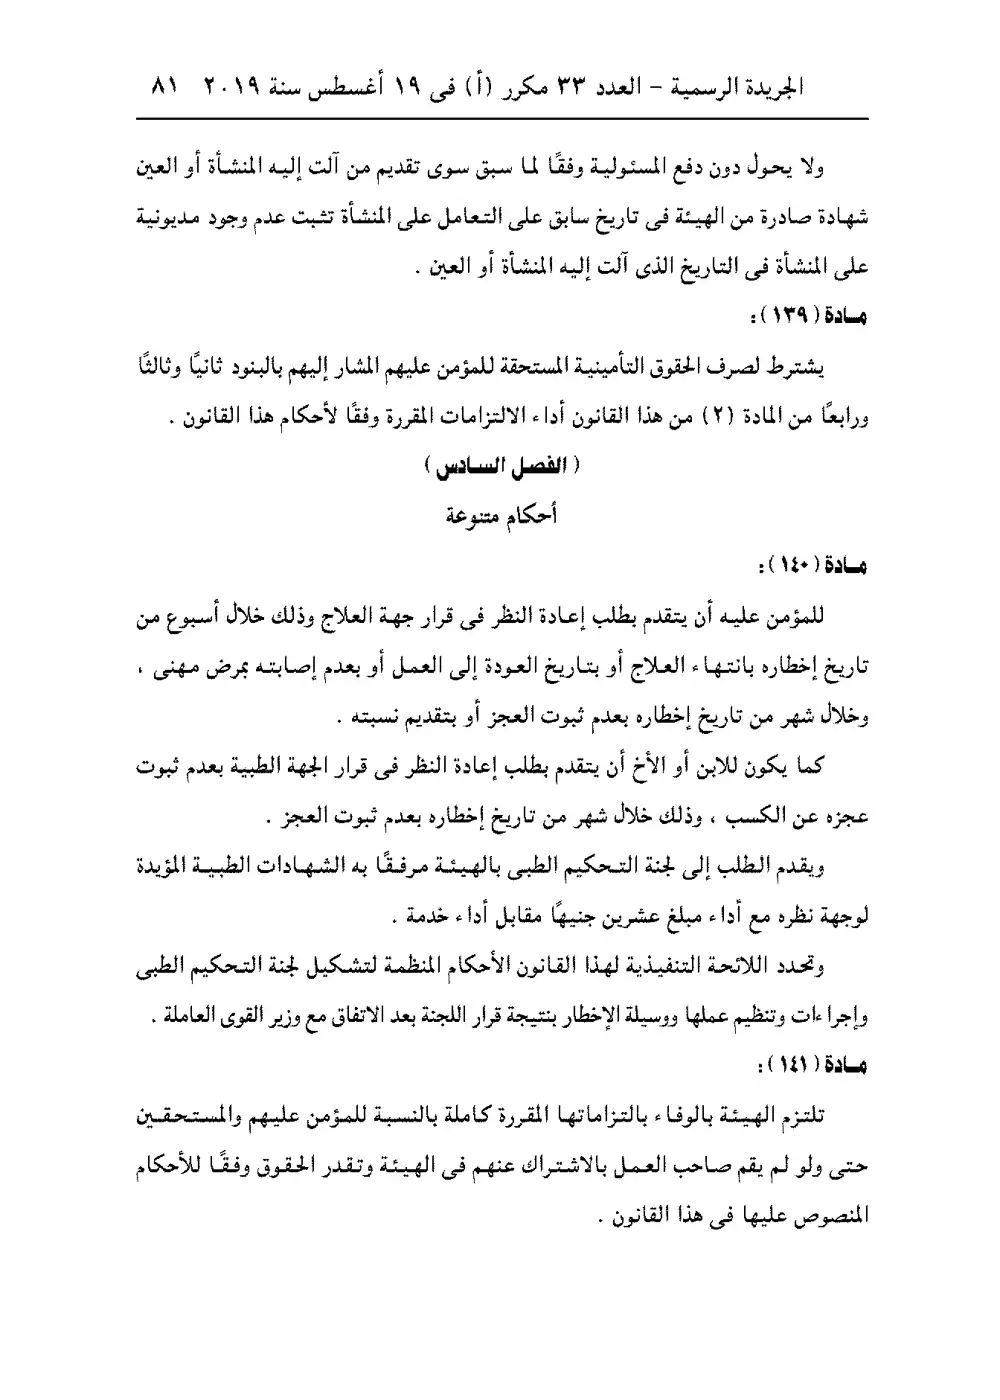 الجريدة الرسمية - العدد ٣٣ مكرر (أ) فى ١٩ أغسطس سنة ٢٠١٩ ٨١
ولا يحول دون دفع المسئولية وفقًا لما سبق سوى تقديم من آلت إليه المنشأة أو العين
شهادة صادرة من الهيئة فى تاريخ سابق على التعامل على المنشأة تثبت عدم وجود مديونية
على المنشأة فى التاريخ الذى آلت إليه المنشأة أو العين .
مادة (١٣٩) :
يشترط لصرف الحقوق التأمينية المستحقة للمؤمن عليهم المشار إليهم بالبنود ثانيًا وثالثًا
ورابعًا من المادة (٢) من هذا القانون أداء الالتزامات المقررة وفقًا لأحكام هذا القانون .
( الفصل السادس )
أحكام متنوعة
مادة (١٤٠) :
للمؤمن عليه أن يتقدم بطلب إعادة النظر فى قرار جهة العلاج وذلك خلال أسبوع من
تاريخ إخطاره بانتهاء العلاج أو بتاريخ العودة إلى العمل أو بعدم إصابته بمرض مهنى ،
وخلال شهر من تاريخ إخطاره بعدم ثبوت العجز أو بتقديم نسبته .
كما يكون للابن أو الأخ أن يتقدم بطلب إعادة النظر فى قرار الجهة الطبية بعدم ثبوت
عجزه عن الكسب ، وذلك خلال شهر من تاريخ إخطاره بعدم ثبوت العجز .
ويقدم الطلب إلى لجنة التحكيم الطبى بالهيئة مرفقًا به الشهادات الطبية المؤيدة
لوجهة نظره مع أداء مبلغ عشرين جنيهًا مقابل أداء خدمة .
وتحدد اللائحة التنفيذية لهذا القانون الأحكام المنظمة لتشكيل لجنة التحكيم الطبى
وإجراءات وتنظيم عملها ووسيلة الإخطار بنتيجة قرار اللجنة بعد الاتفاق مع وزير القوى العاملة .
مادة (١٤١) :
تلتزم الهيئة بالوفاء بالتزاماتها المقررة كاملة بالنسبة للمؤمن عليهم والمستحقين
حتى ولو لم يقم صاحب العمل بالاشتراك عنهم فى الهيئة وتقدر الحقوق وفقًا للأحكام
المنصوص عليها فى هذا القانون .